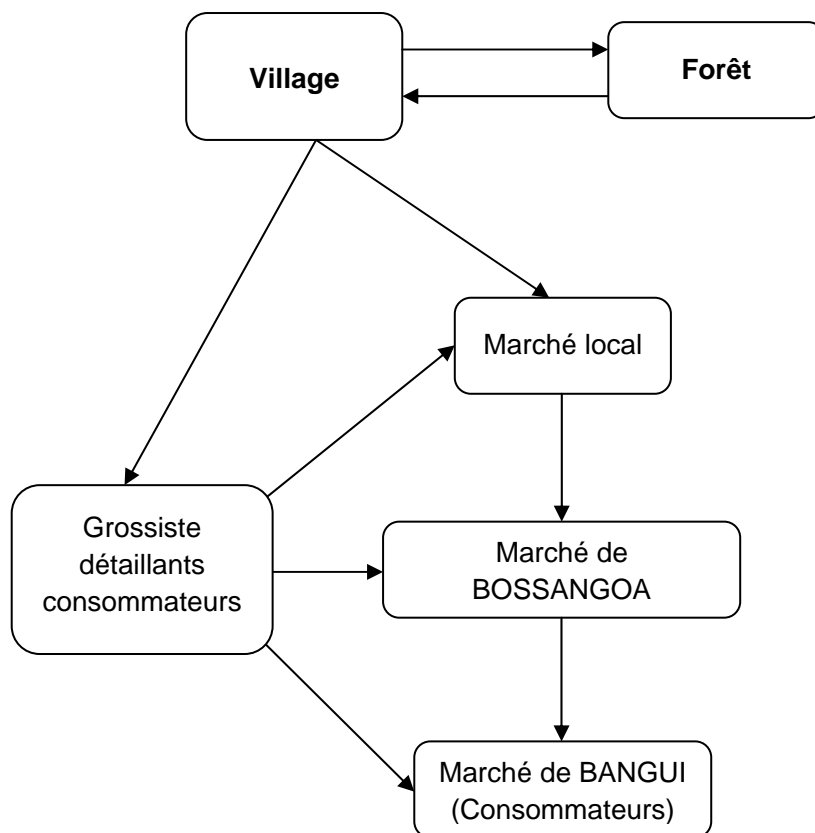 Village
Forêt
Marché local
Grossiste
détaillants
consommateurs
Marché de
BOSSANGOA
Marché de BANGUI
(Consommateurs)